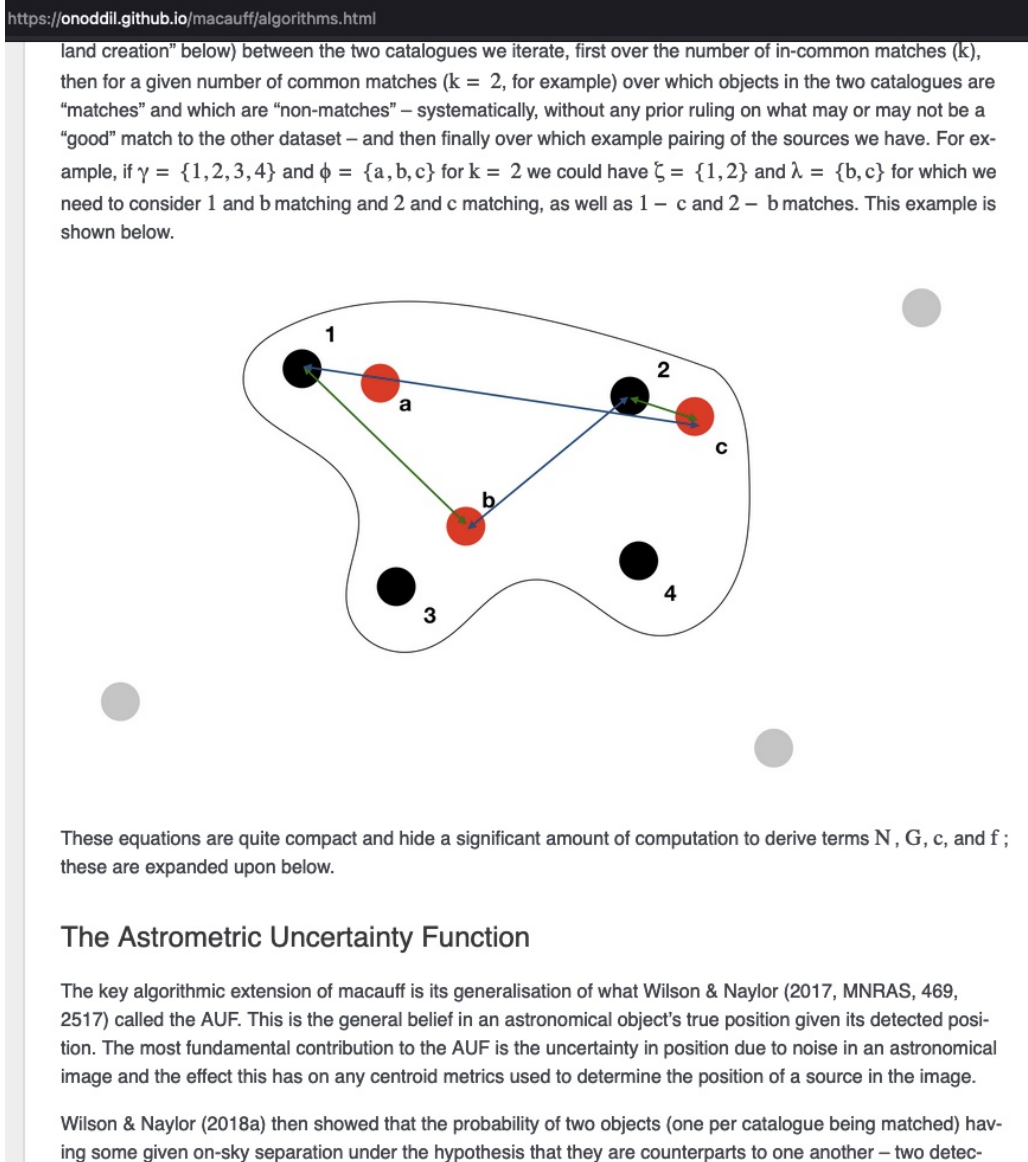 https://onoddil.github.io/macauff/algorithms.html
land creation” below) between the two catalogues we iterate, first over the number of in-common matches (k),
then for a given number of common matches (k = 2, for example) over which objects in the two catalogues are
“matches” and which are “non-matches” – systematically, without any prior ruling on what may or may not be a
“good” match to the other dataset – and then finally over which example pairing of the sources we have. For ex-
ample, if γ = {1,2,3,4} and ϕ = {a,b,c} for k = 2 we could have ζ = {1,2} and λ = {b,c} for which we
need to consider 1 and b matching and 2 and c matching, as well as 1 – c and 2 – b matches. This example is
shown below.
1
2
a
c
b
4
3
These equations are quite compact and hide a significant amount of computation to derive terms N, G, c, and f;
these are expanded upon below.
The Astrometric Uncertainty Function
The key algorithmic extension of macauff is its generalisation of what Wilson & Naylor (2017, MNRAS, 469,
2517) called the AUF. This is the general belief in an astronomical object’s true position given its detected posi-
tion. The most fundamental contribution to the AUF is the uncertainty in position due to noise in an astronomical
image and the effect this has on any centroid metrics used to determine the position of a source in the image.
Wilson & Naylor (2018a) then showed that the probability of two objects (one per catalogue being matched) hav-
ing some given on-sky separation under the hypothesis that they are counterparts to one another – two detec-